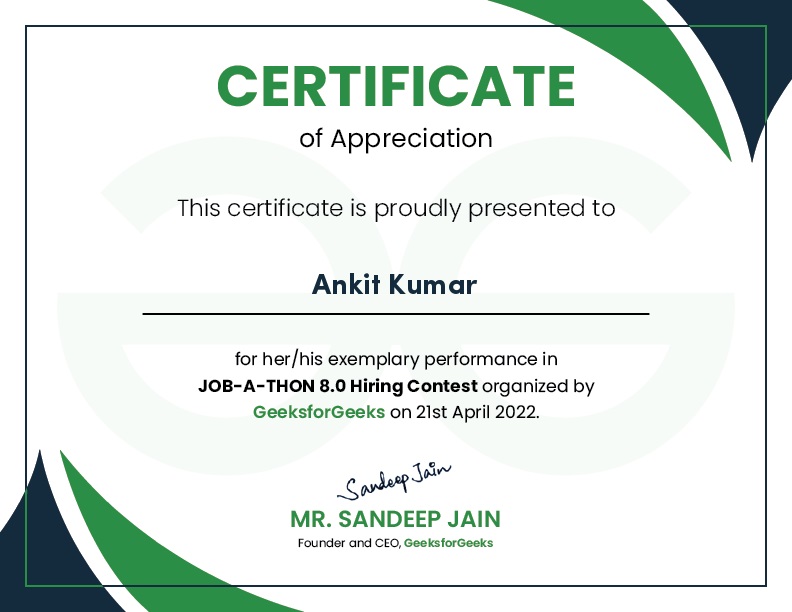 CERTIFICATE
of Appreciation
This certificate is proudly presented to
Ankit Kumar
for her/his exemplary performance in
JOB-A-THON 8.0 Hiring Contest organized by
GeeksforGeeks on 21st April 2022.
Sandeep Jain
MR. SANDEEP JAIN
Founder and CEO, GeeksforGeeks